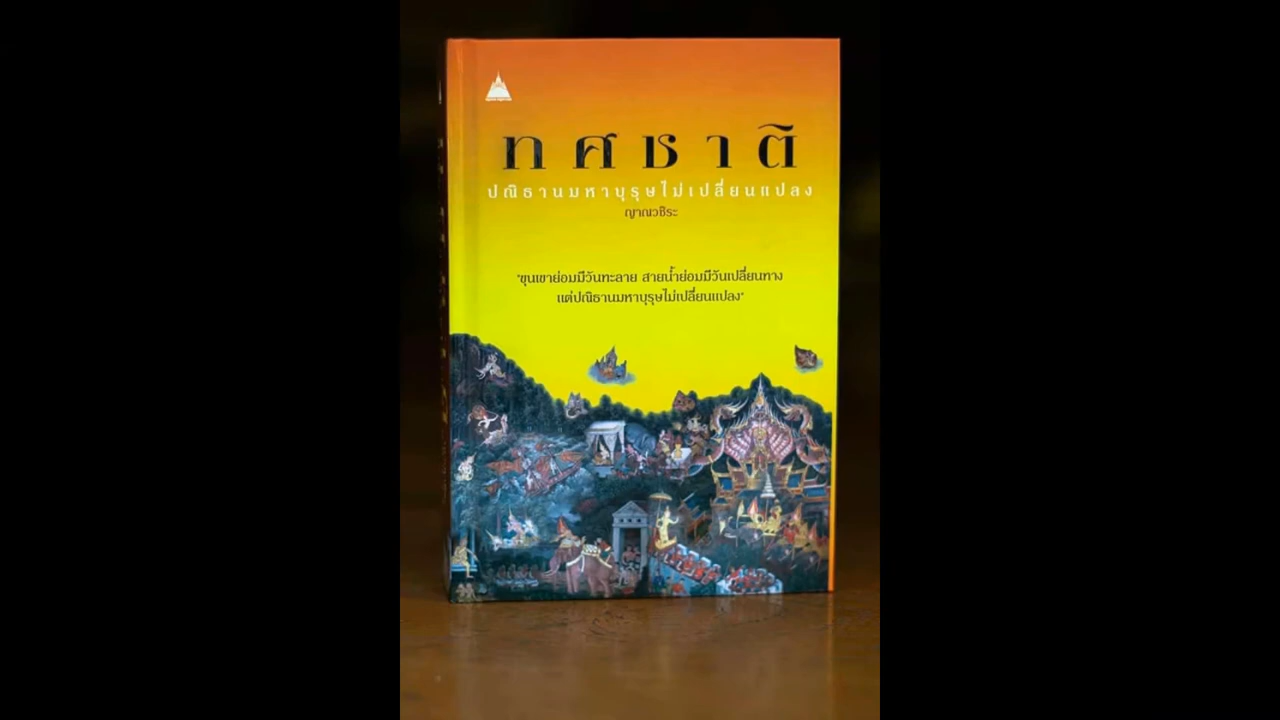 ทศชาติ
ปณิธานมหาบุรุษไม่เปลี่ยนแปลง
ญาณวชิระ
"ขุนเขาย่อมมีวันทะลาย สายน้ำย่อมมีวันเปลี่ยนทาง
แต่ปณิธานมหาบุรุษไม่เปลี่ยนแปลง"